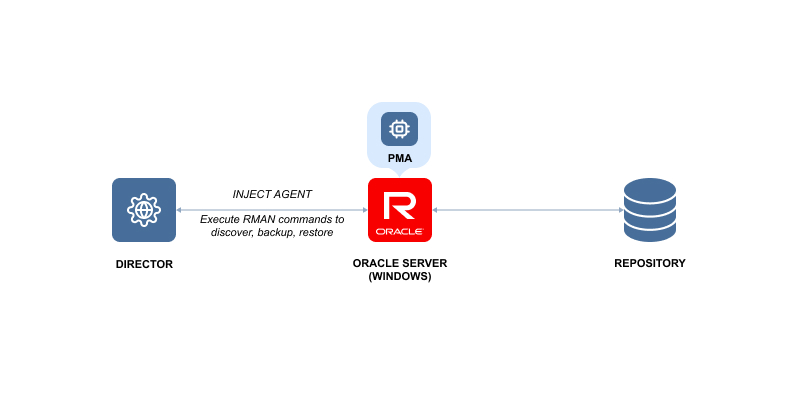 PMA
INJECT AGENT
Execute RMAN commands to
discover, backup, restore
R
ORACLE
DIRECTOR
ORACLE SERVER
(WINDOWS)
REPOSITORY